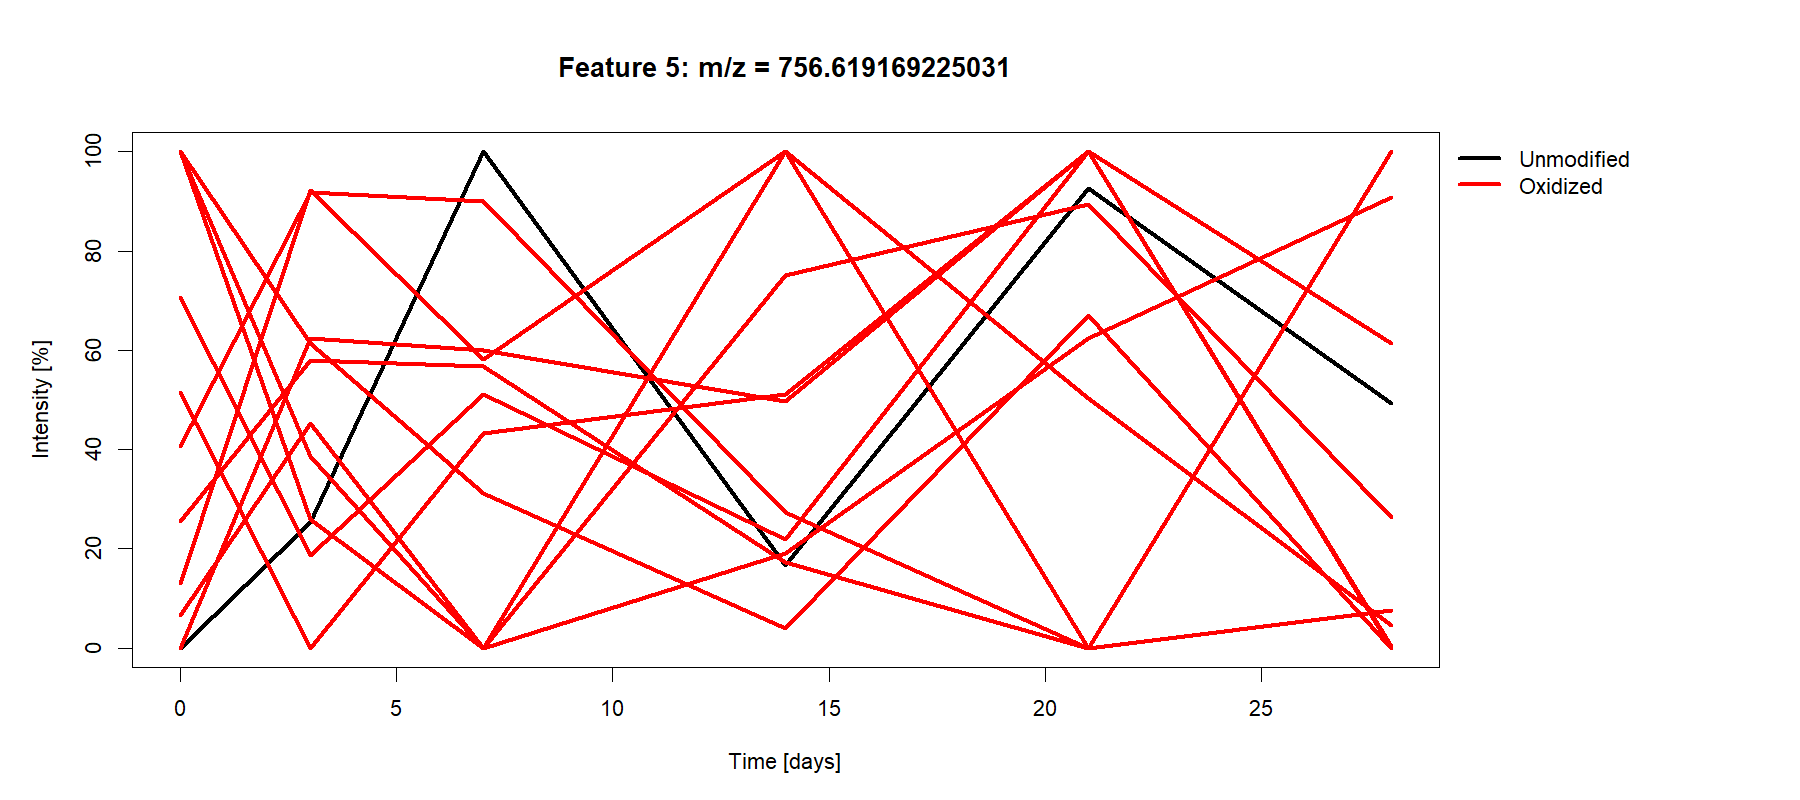 Feature 5: m/z = 756.619169225031
Unmodified
Oxidized
Intensity [%]
100
80
60
40
20
0
0 5 10 15 20 25
Time [days]